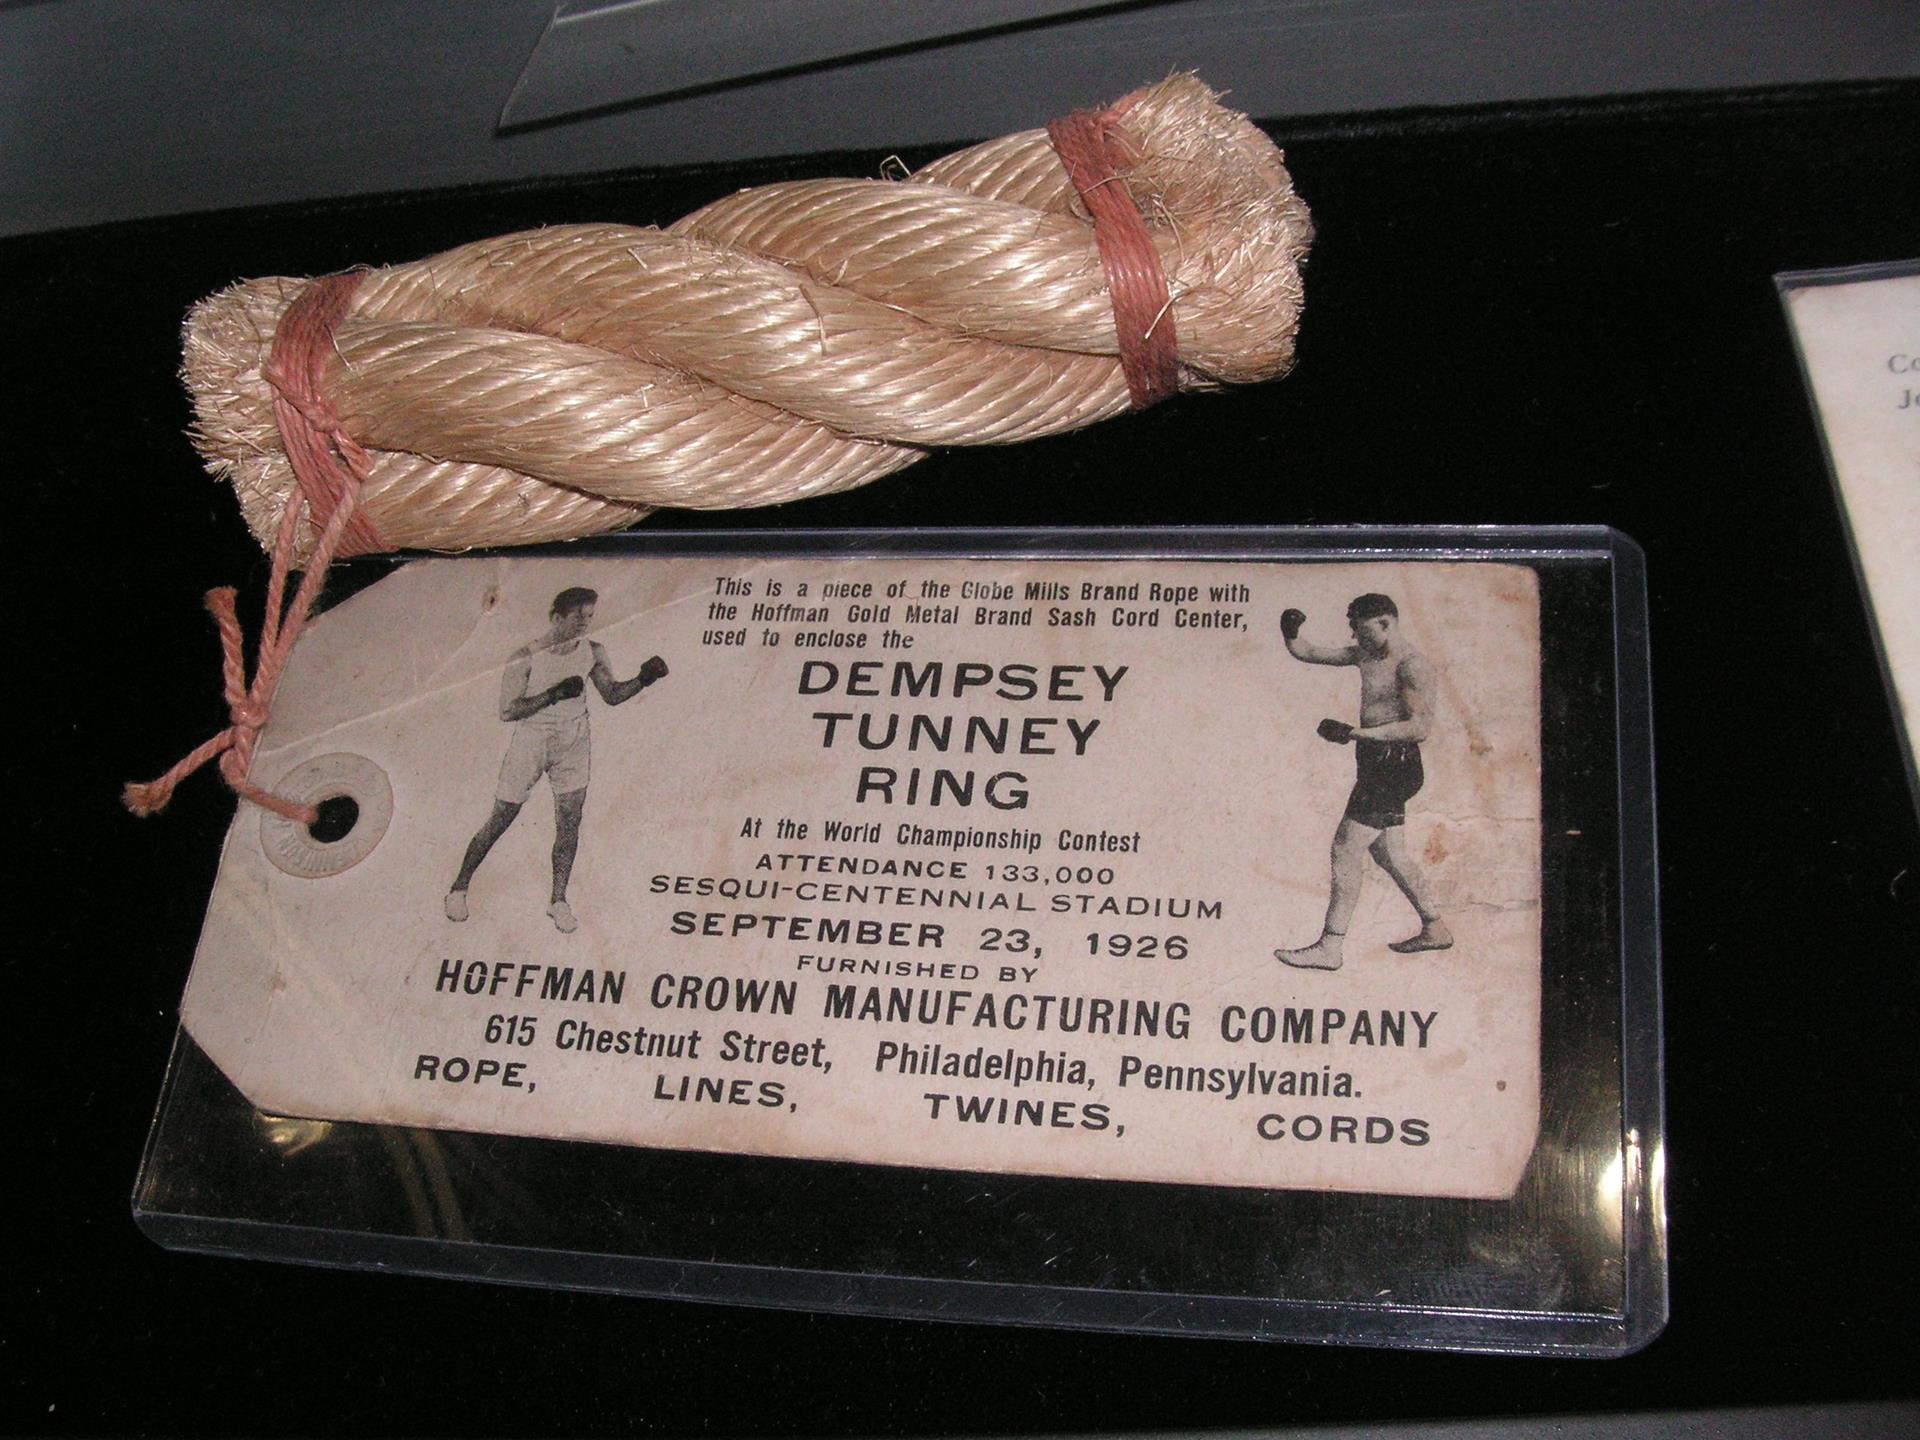 This is a piece of the Globe Mills Brand Rope with
the Hoffman Gold Metal Brand Sash Cord Center,
used to enclose the
DEMPSEY
TUNNEY
RING
At the World Championship Contest
ATTENDANCE 133,000
SESQUI-CENTENNIAL STADIUM
SEPTEMBER 23, 1926
FURNISHED BY
HOFFMAN CROWN MANUFACTURING COMPANY
615 Chestnut Street, Philadelphia, Pennsylvania.
ROPE, LINES, TWINES, CORDS